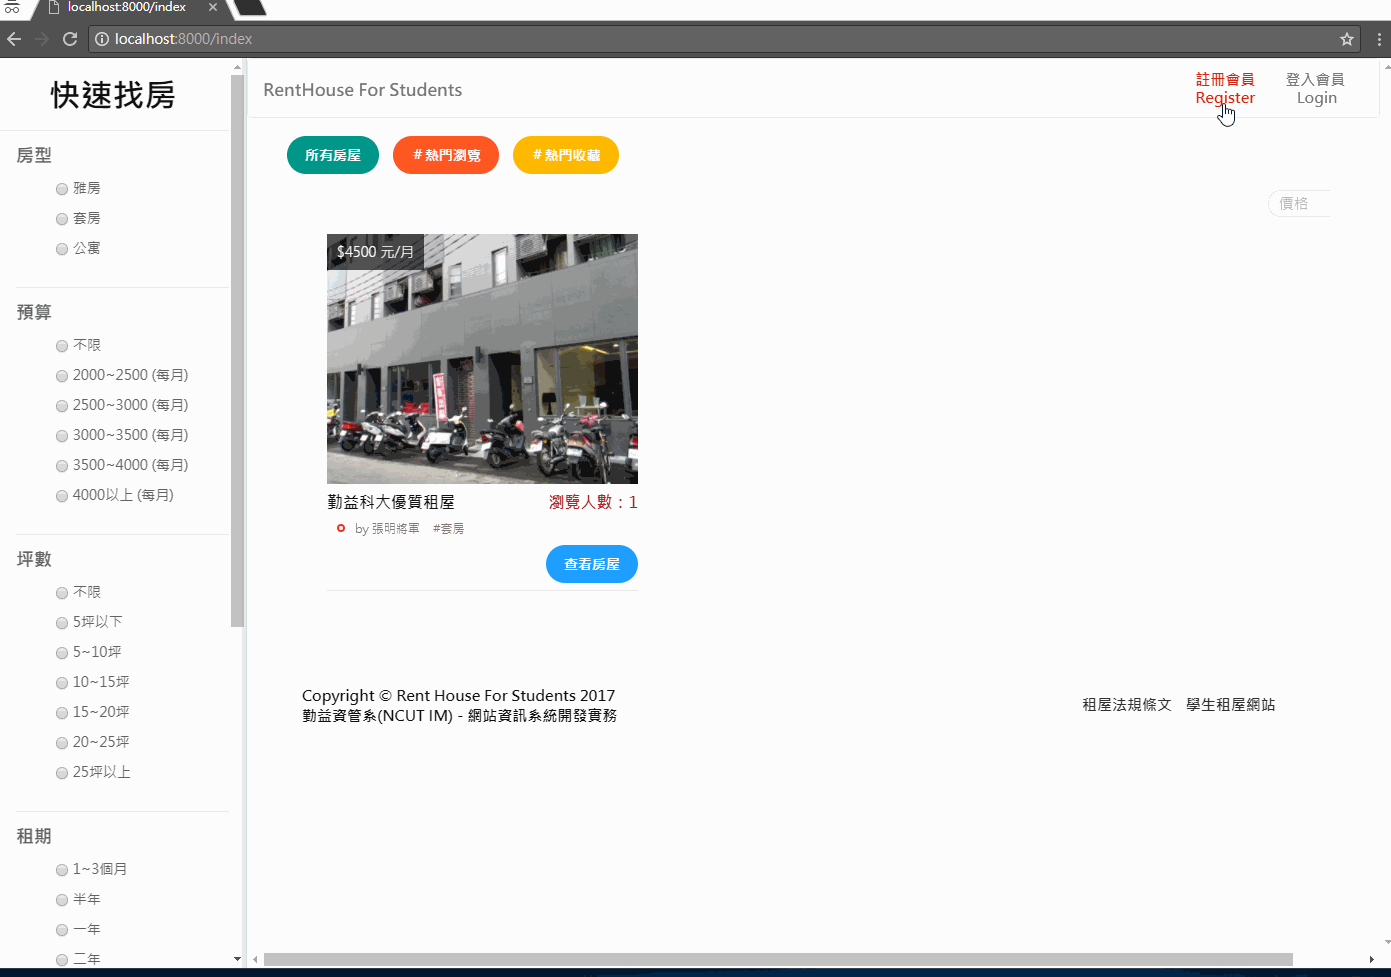 localhost:8000/index
localhost:8000/index
快速找房
房型
雅房
套房
公寓
預算
不限
2000~2500 (每月)
2500~3000 (每月)
3000~3500 (每月)
3500~4000 (每月)
4000以上 (每月)
坪數
不限
5坪以下
5~10坪
10~15坪
15~20坪
20~25坪
25坪以上
租期
1~3個月
半年
一年
二年
RentHouse For Students
註冊會員
Register
登入會員
Login
所有房屋
#熱門瀏覽
#熱門收藏
價格
$4500 元/月
勤益科大優質租屋
瀏覽人數：1
by 張明將軍 #套房
查看房屋
Copyright © Rent House For Students 2017
勤益資管系(NCUT IM) - 網站資訊系統開發實務
租屋法規條文 學生租屋網站